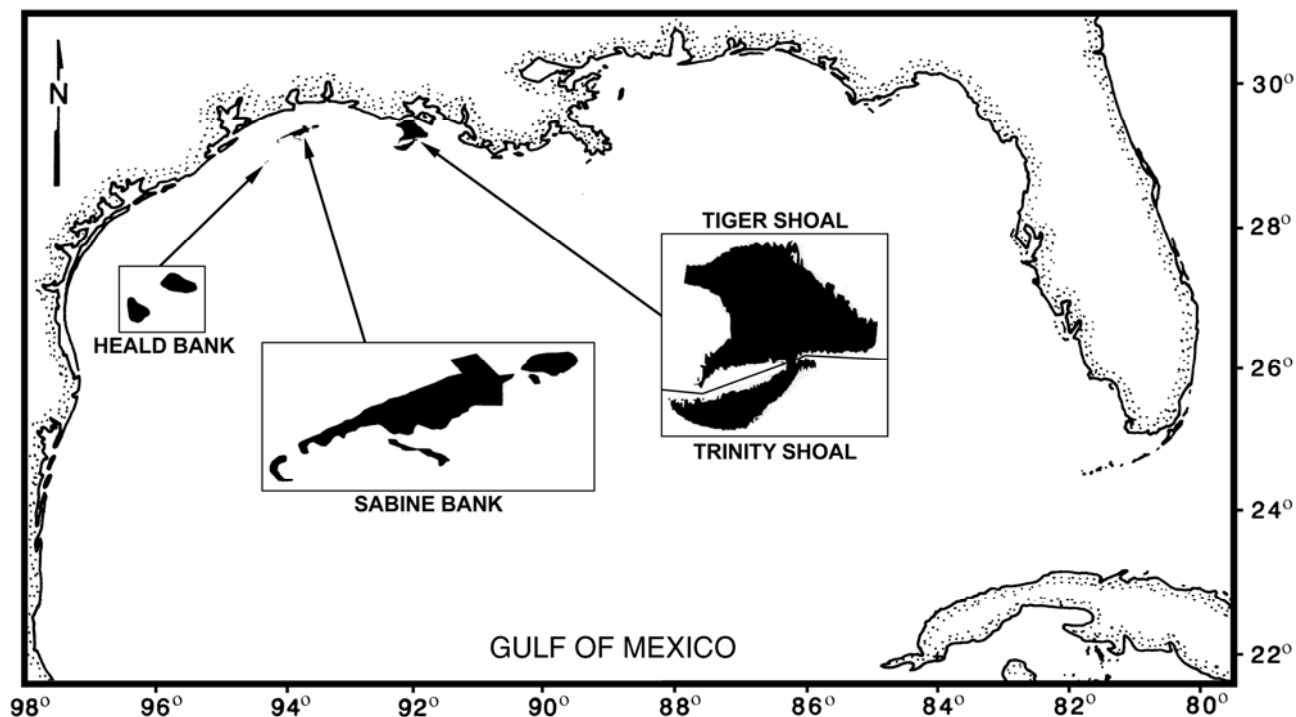 N
30°
28°
26°
24°
22°
TIGER SHOAL
HEALD BANK
TRINITY SHOAL
SABINE BANK
GULF OF MEXICO
98° 96° 94° 92° 90° 88° 86° 84° 82° 80°